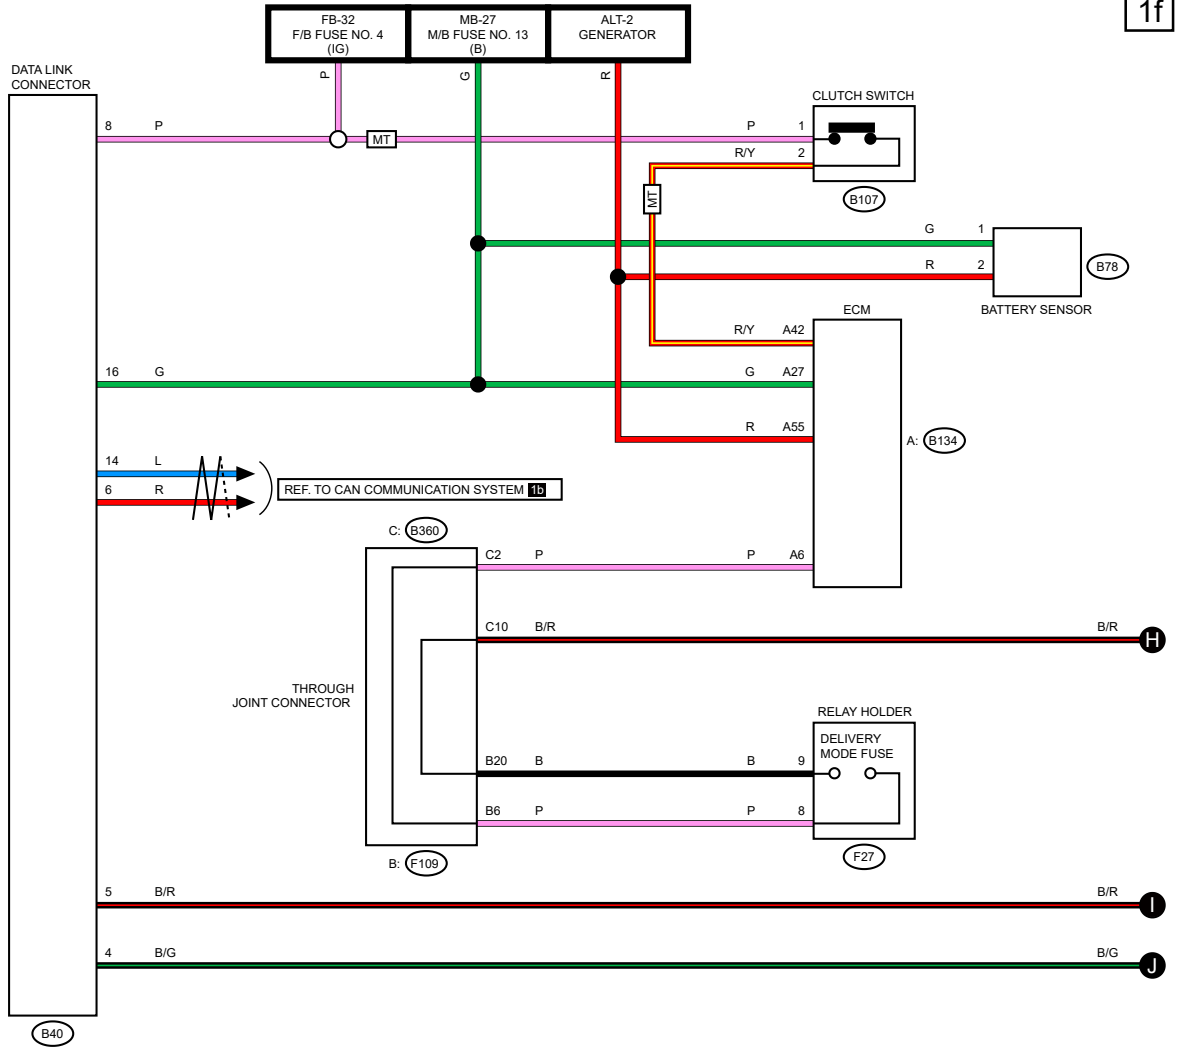 1f
FB-32
F/B FUSE NO. 4
(IG)
MB-27
M/B FUSE NO. 13
(B)
ALT-2
GENERATOR
P
G
R
DATA LINK
CONNECTOR
CLUTCH SWITCH
8 P
MT
P 1
R/Y 2
MT
B107
G 1
R 2
B78
BATTERY SENSOR
ECM
R/Y A42
16 G
G A27
R A55
A: B134
14 L
6 R
REF. TO CAN COMMUNICATION SYSTEM 1b
C: B360
C2 P
P A6
C10 B/R
B/R
H
THROUGH
JOINT CONNECTOR
RELAY HOLDER
DELIVERY
MODE FUSE
B20 B
B 9
B6 P
P 8
F27
B: F109
5 B/R
B/R
I
4 B/G
B/G
J
B40